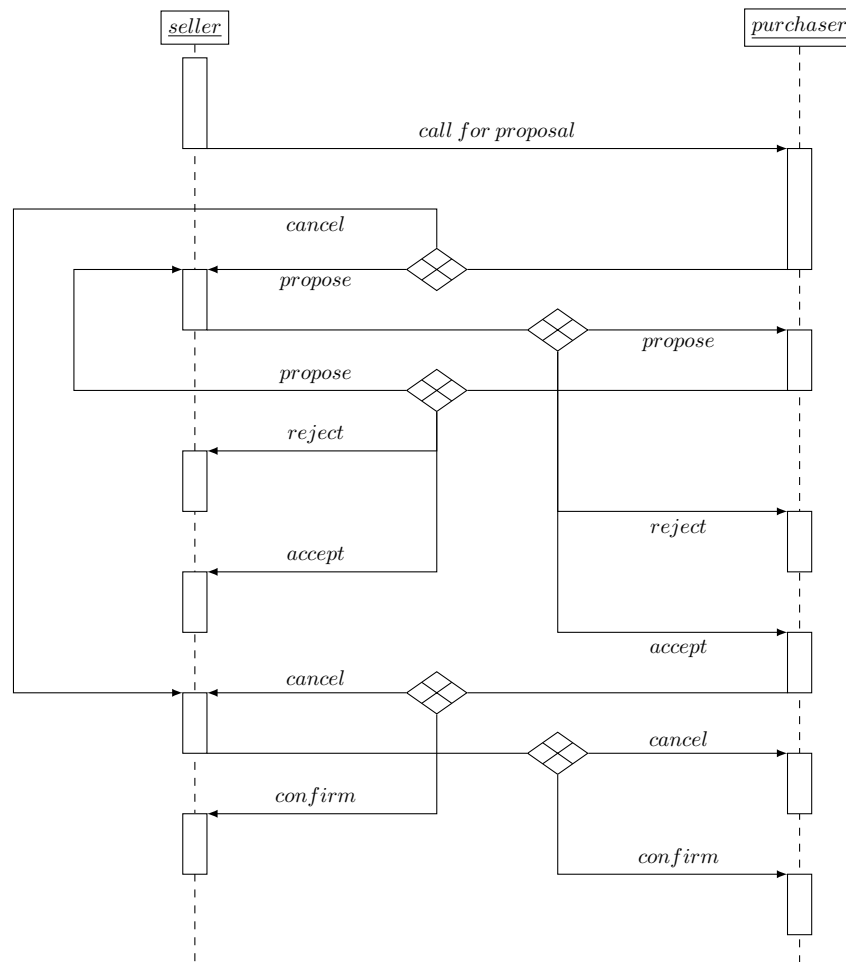 seller
purchaser
call for proposal
cancel
propose
propose
propose
reject
reject
accept
accept
cancel
cancel
confirm
confirm